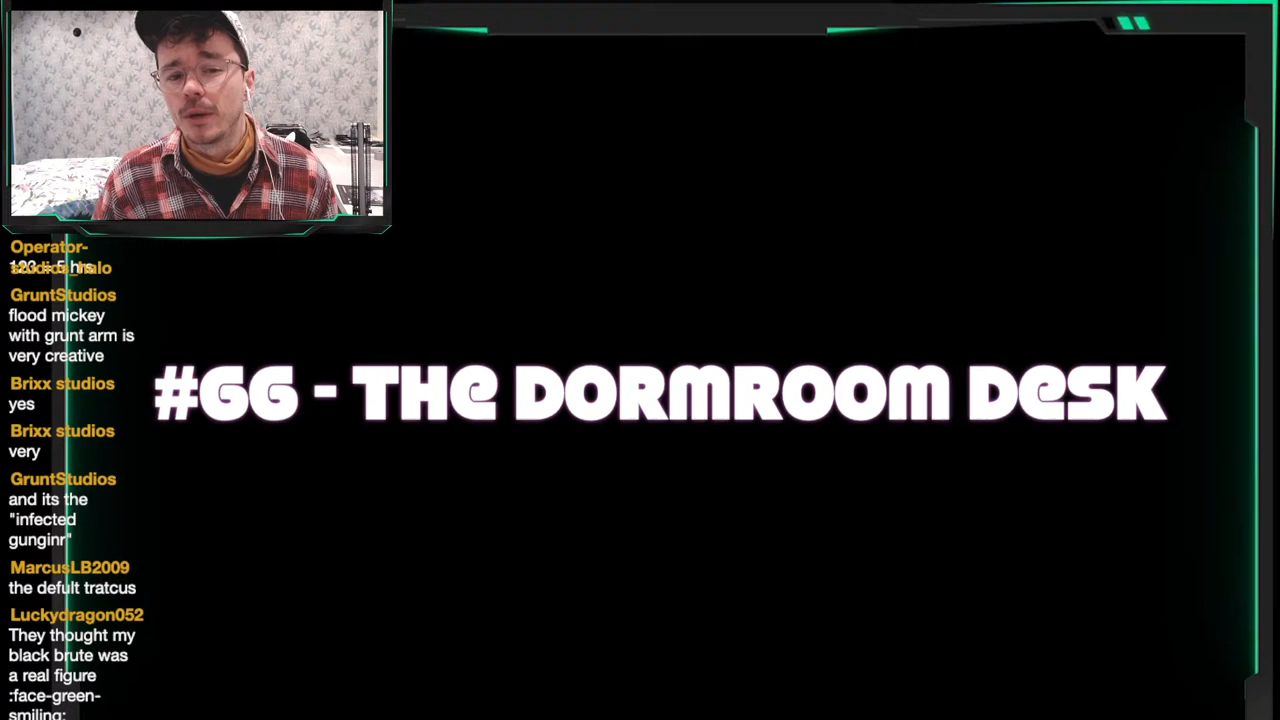 Operator-
studios_halo
GruntStudios
flood mickey
with grunt arm is
very creative
Brixx studios
yes
Brixx studios
very
GruntStudios
and its the
"infected
gunginr"
MarcusLB2009
the defult tratcus
Luckydragon052
They thought my
black brute was
a real figure
:face-green-
smiling:
#66 - THE DORMROOM DESK